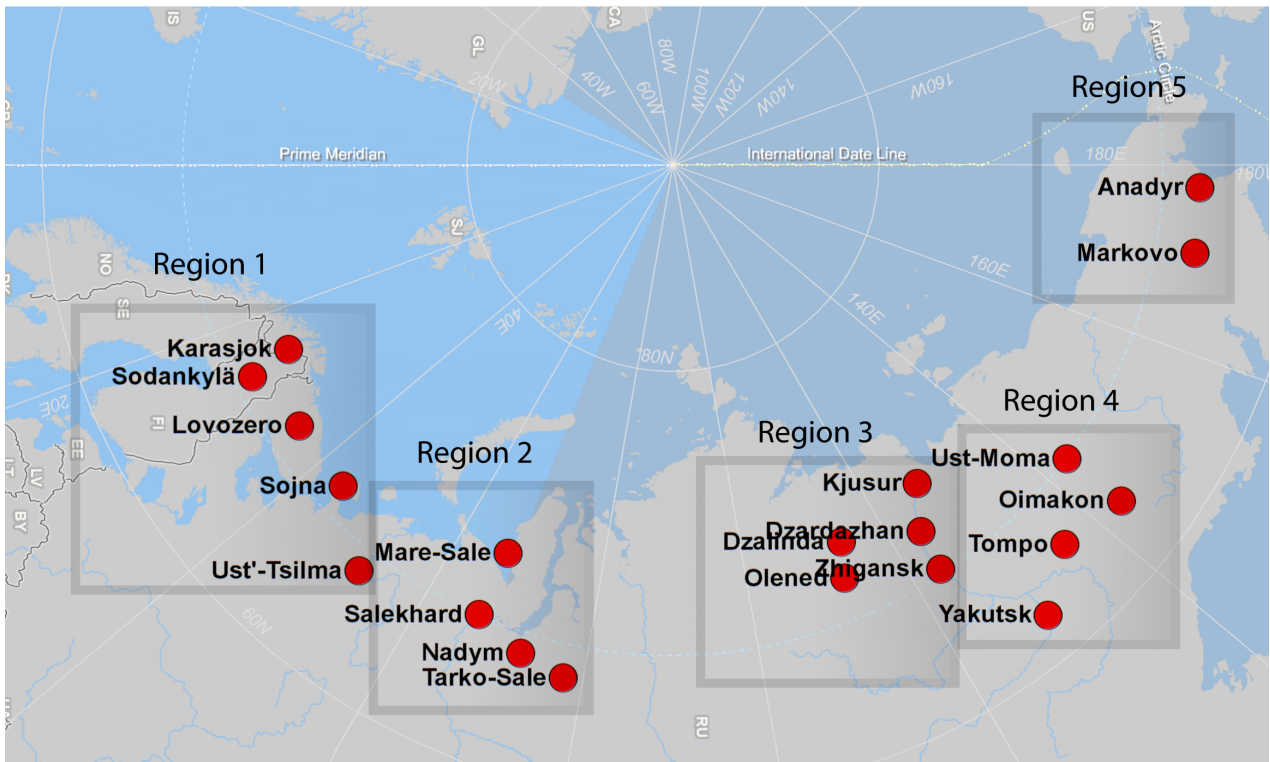 IS
GL
CA
US
Arctic Circle
20W
40W
60W
80W
100W
120W
140W
160W
Region 5
Prime Meridian
International Date Line
180E
180W
Anadyr
Markovo
SJ
NO
SE
Region 1
160E
140E
40E
80N
Karasjok
Sodankylä
20E
FI
EE
Lovozero
LV
LT
BY
Sojna
Ust'-Tsilma
60N
Region 2
Mare-Sale
Salekhard
Nadym
Tarko-Sale
Region 3
Kjusur
Dzardazhan
Dzalinda
Zhigansk
Olened
RU
Region 4
Ust-Moma
Oimakon
Tompo
Yakutsk